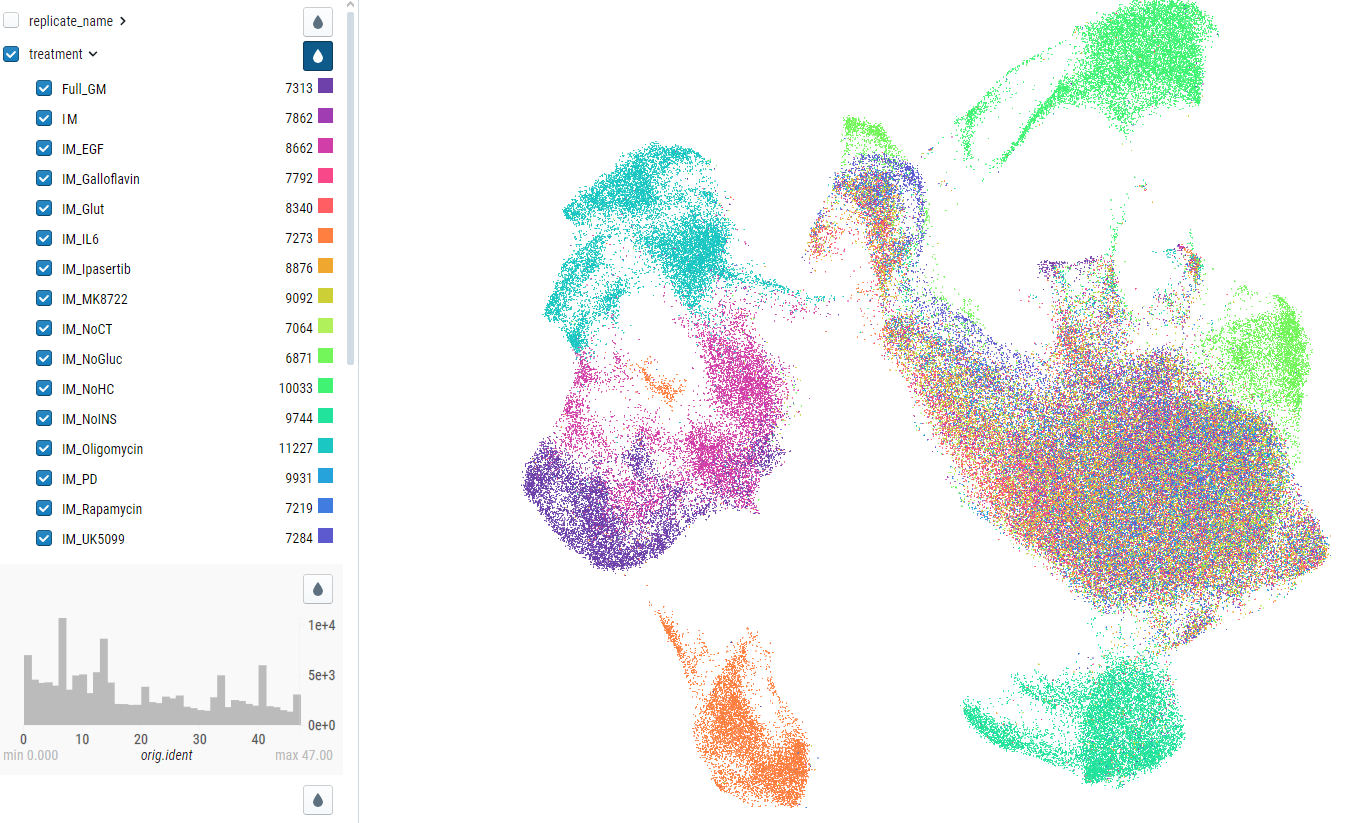 replicate_name
treatment
Full_GM 7313
IM 7862
IM_EGF 8662
IM_Galloflavin 7792
IM_Glut 8340
IM_IL6 7273
IM_Ipasertib 8876
IM_MK8722 9092
IM_NoCT 7064
IM_NoGluc 6871
IM_NoHC 10033
IM_NoINS 9744
IM_Oligomycin 11227
IM_PD 9931
IM_Rapamycin 7219
IM_UK5099 7284
1e+4
5e+3
0e+0
0 10 20 30 40
min 0.000 orig.ident max 47.00